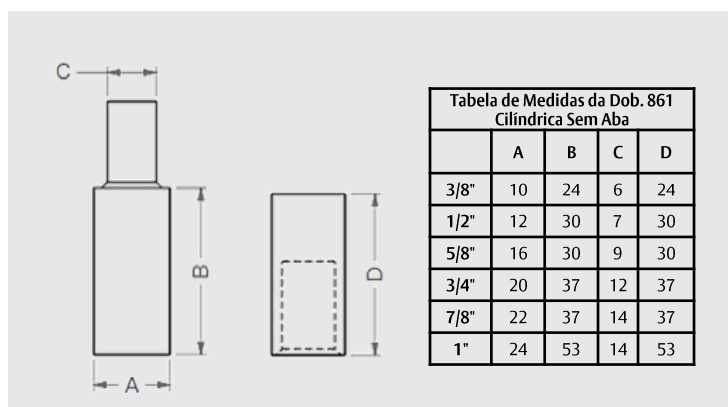 C
B
D
A
Tabela de Medidas da Dob. 861
Cilíndrica Sem Aba
A B C D
3/8" 10 24 6 24
1/2" 12 30 7 30
5/8" 16 30 9 30
3/4" 20 37 12 37
7/8" 22 37 14 37
1" 24 53 14 53